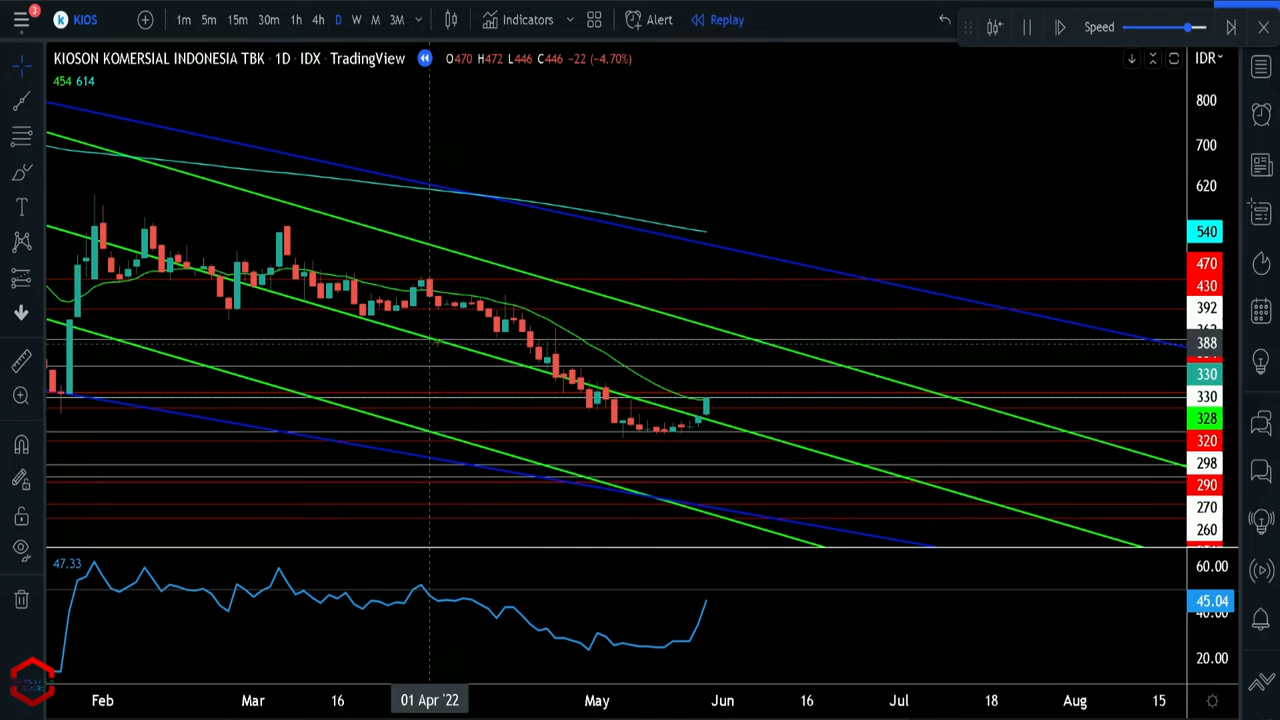 3
KIOS
1m 5m 15m 30m 1h 4h D W M 3M
Indicators
Alert
Replay
Speed
KIOSON KOMERSIAL INDONESIA TBK · 1D · IDX · TradingView
O470 H472 L446 C446 −22 (−4.70%)
IDR
454 614
800
700
620
540
470
430
392
388
330
330
328
320
298
290
270
260
47.33
60.00
45.04
20.00
Feb Mar 16 01 Apr '22 May Jun 16 Jul 18 Aug 15